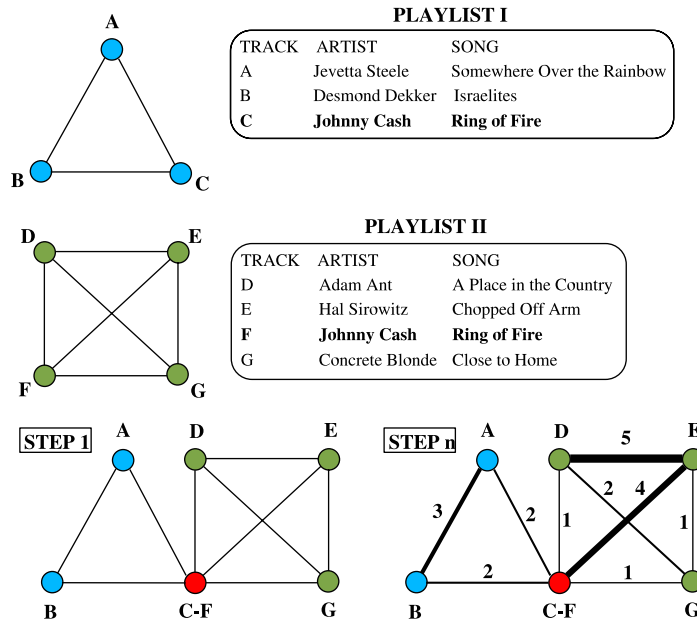 A
B
C
PLAYLIST I
TRACK ARTIST SONG
A Jevetta Steele Somewhere Over the Rainbow
B Desmond Dekker Israelites
C Johnny Cash Ring of Fire
D E
F G
PLAYLIST II
TRACK ARTIST SONG
D Adam Ant A Place in the Country
E Hal Sirowitz Chopped Off Arm
F Johnny Cash Ring of Fire
G Concrete Blonde Close to Home
STEP 1
A D E
B C-F G
STEP n
A D E
5
3 2 2 4
1 1
2 1
B C-F G